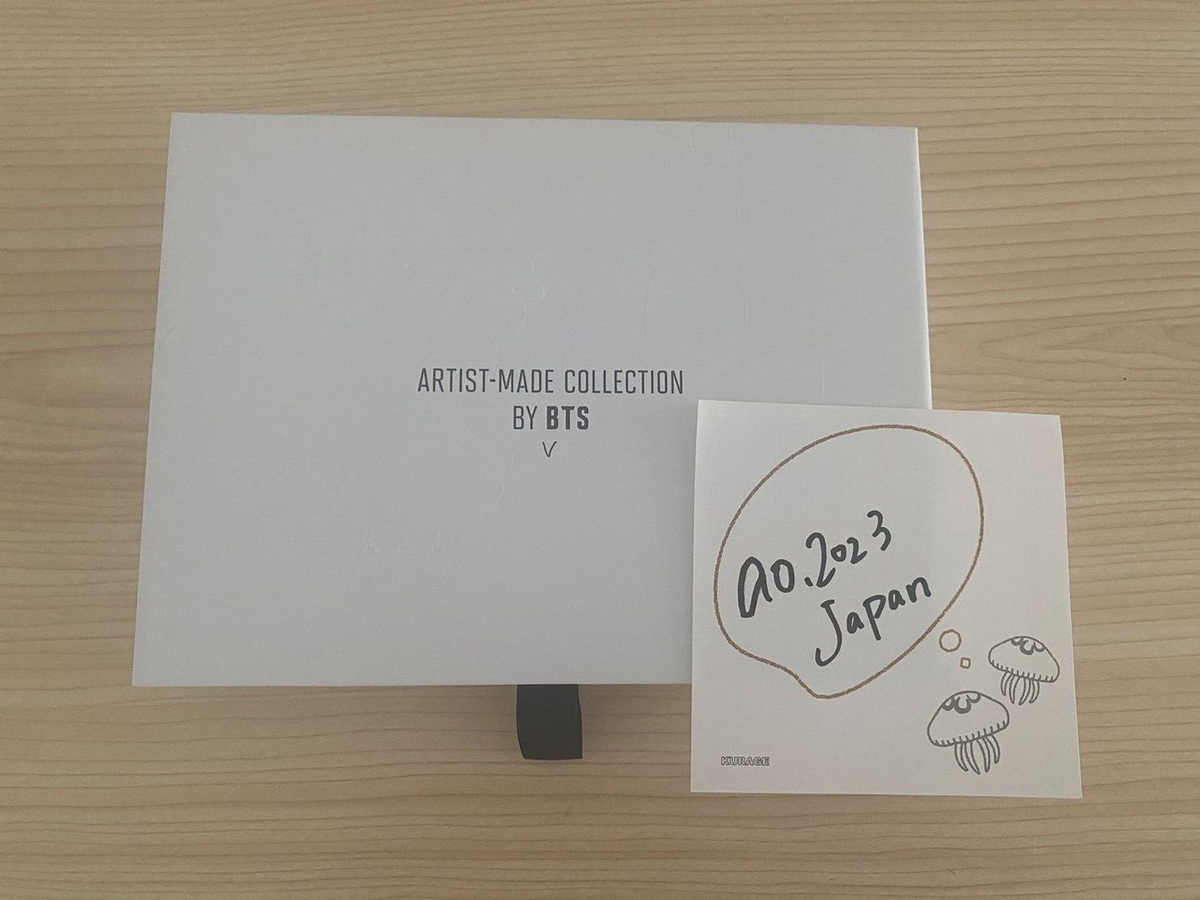 ARTIST-MADE COLLECTION
BY BTS
V
ao.2023
Japan
KURAGE